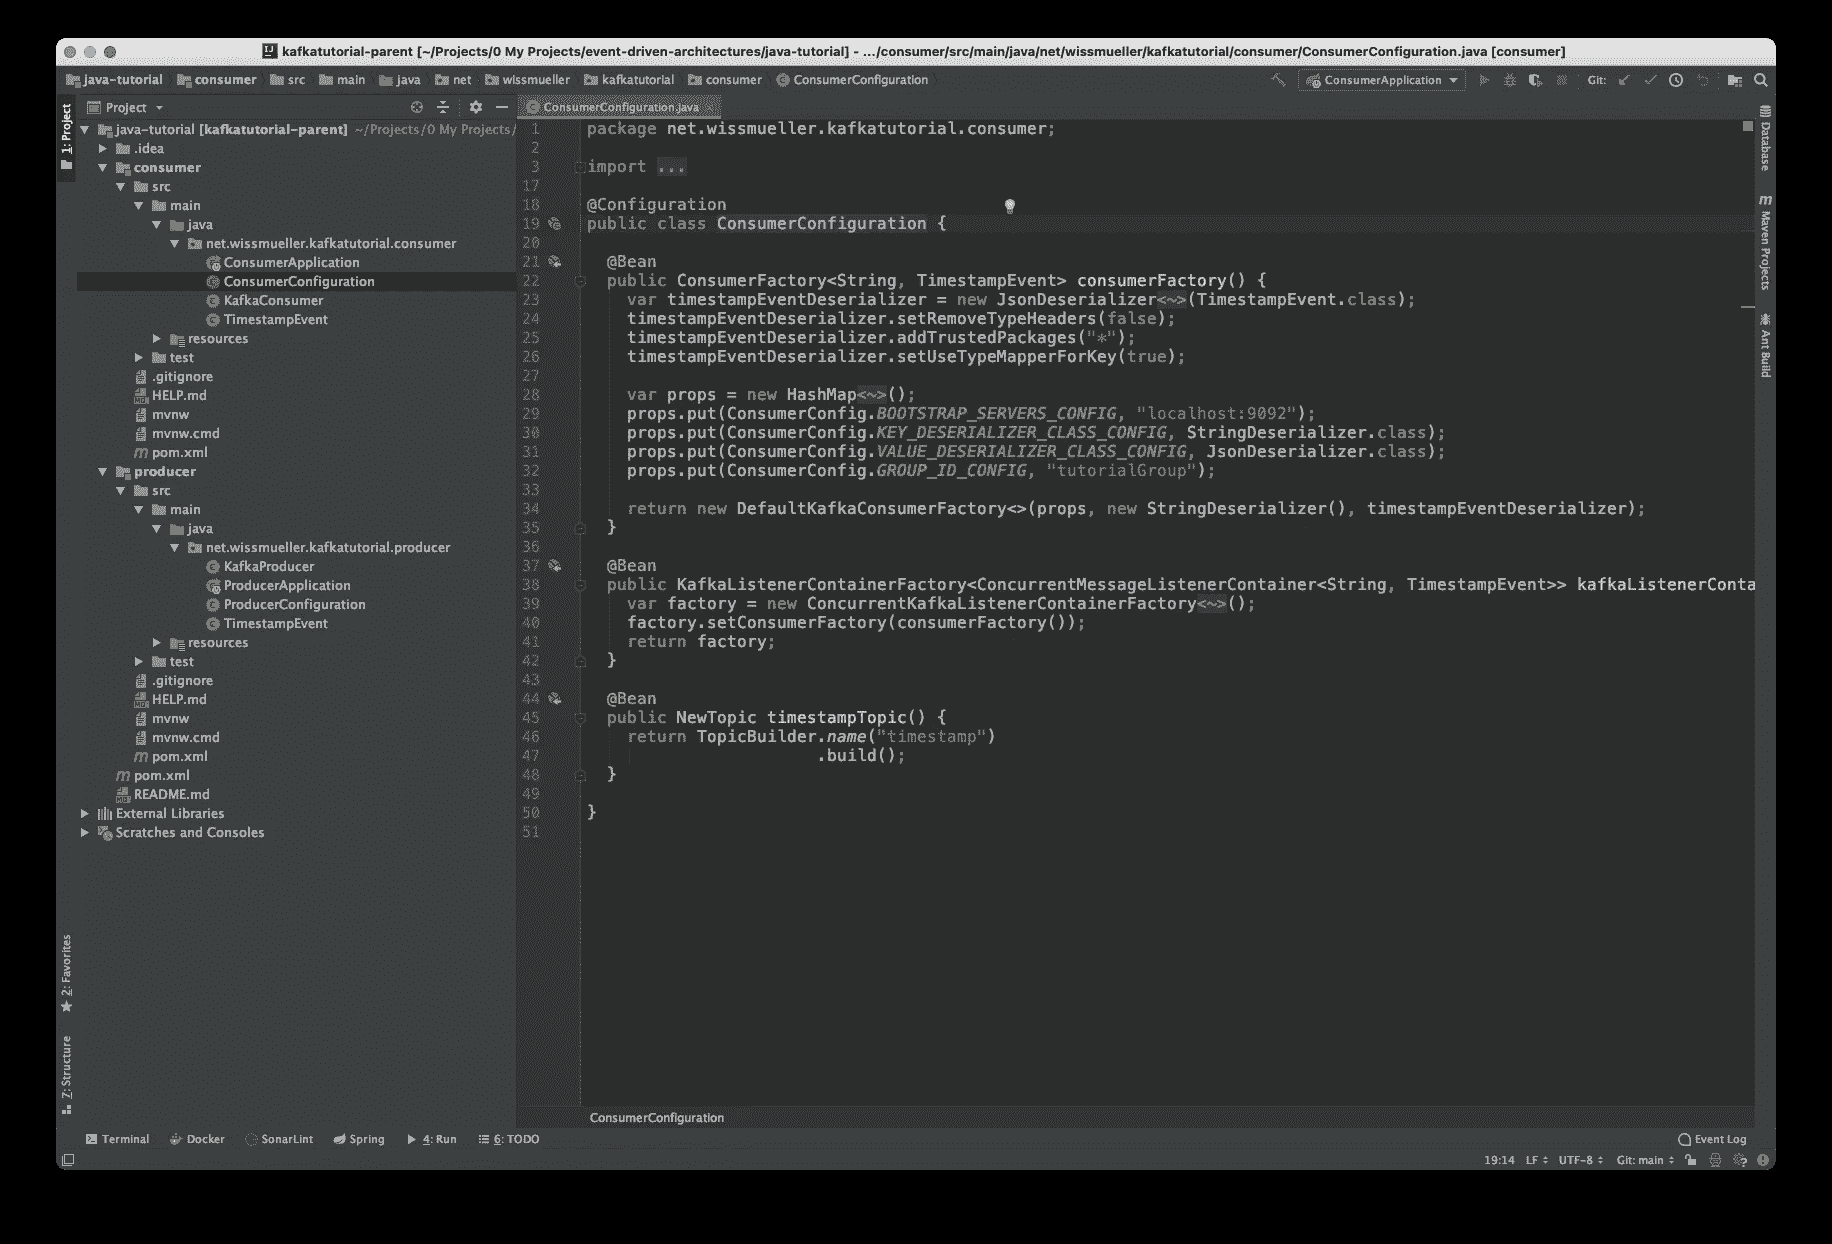 kafkatutorial-parent [~/Projects/0 My Projects/event-driven-architectures/java-tutorial] - .../consumer/src/main/java/net/wissmueller/kafkatutorial/consumer/ConsumerConfiguration.java [consumer]
java-tutorial consumer src main java net wissmueller kafkatutorial consumer ConsumerConfiguration ConsumerApplication Git:
1: Project
Project
java-tutorial [kafkatutorial-parent] ~/Projects/0 My Projects/
.idea
consumer
src
main
java
net.wissmueller.kafkatutorial.consumer
ConsumerApplication
ConsumerConfiguration
KafkaConsumer
TimestampEvent
resources
test
.gitignore
HELP.md
mvnw
mvnw.cmd
pom.xml
producer
src
main
java
net.wissmueller.kafkatutorial.producer
KafkaProducer
ProducerApplication
ProducerConfiguration
TimestampEvent
resources
test
.gitignore
HELP.md
mvnw
mvnw.cmd
pom.xml
pom.xml
README.md
External Libraries
Scratches and Consoles
2: Favorites
Z: Structure
ConsumerConfiguration.java
1 package net.wissmueller.kafkatutorial.consumer;
2
3 import ...
17
18 @Configuration
19 public class ConsumerConfiguration {
20
21 @Bean
22 public ConsumerFactory<String, TimestampEvent> consumerFactory() {
23 var timestampEventDeserializer = new JsonDeserializer<~>(TimestampEvent.class);
24 timestampEventDeserializer.setRemoveTypeHeaders(false);
25 timestampEventDeserializer.addTrustedPackages("*");
26 timestampEventDeserializer.setUseTypeMapperForKey(true);
27
28 var props = new HashMap<~>();
29 props.put(ConsumerConfig.BOOTSTRAP_SERVERS_CONFIG, "localhost:9092");
30 props.put(ConsumerConfig.KEY_DESERIALIZER_CLASS_CONFIG, StringDeserializer.class);
31 props.put(ConsumerConfig.VALUE_DESERIALIZER_CLASS_CONFIG, JsonDeserializer.class);
32 props.put(ConsumerConfig.GROUP_ID_CONFIG, "tutorialGroup");
33
34 return new DefaultKafkaConsumerFactory<>(props, new StringDeserializer(), timestampEventDeserializer);
35 }
36
37 @Bean
38 public KafkaListenerContainerFactory<ConcurrentMessageListenerContainer<String, TimestampEvent>> kafkaListenerConta
39 var factory = new ConcurrentKafkaListenerContainerFactory<~>();
40 factory.setConsumerFactory(consumerFactory());
41 return factory;
42 }
43
44 @Bean
45 public NewTopic timestampTopic() {
46 return TopicBuilder.name("timestamp")
47 .build();
48 }
49
50 }
51
ConsumerConfiguration
Database
Maven Projects
Ant Build
Terminal Docker SonarLint Spring 4: Run 6: TODO Event Log
19:14 LF UTF-8 Git: main